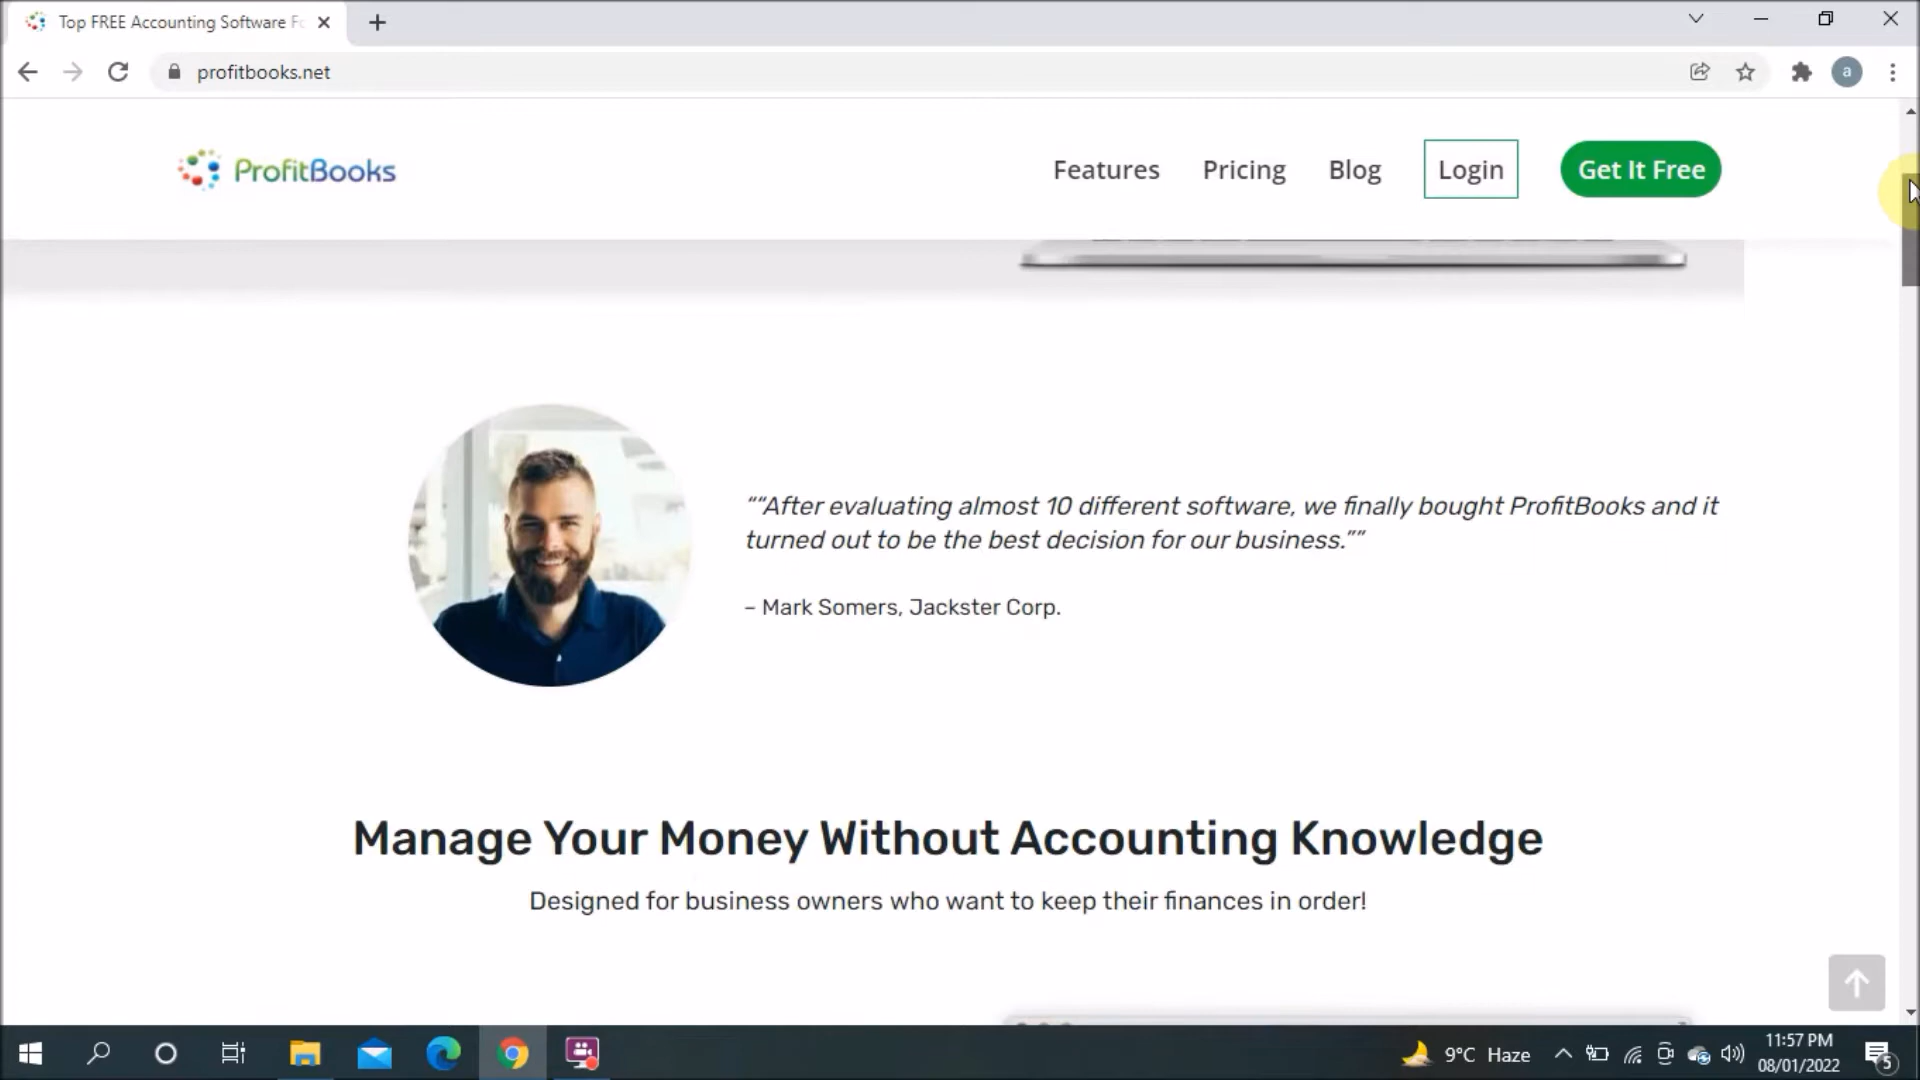 Top FREE Accounting Software Fo
profitbooks.net
ProfitBooks
Features
Pricing
Blog
Login
Get It Free
““After evaluating almost 10 different software, we finally bought ProfitBooks and it
turned out to be the best decision for our business.””
– Mark Somers, Jackster Corp.
Manage Your Money Without Accounting Knowledge
Designed for business owners who want to keep their finances in order!
a
9°C Haze
11:57 PM
08/01/2022
5